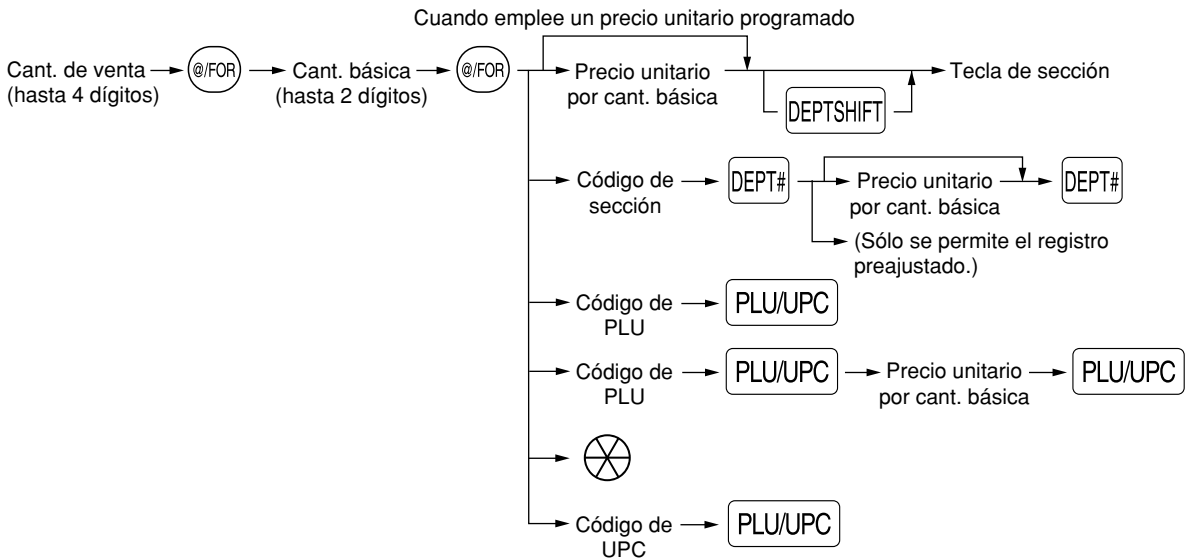 Cuando emplee un precio unitario programado
Cant. de venta
(hasta 4 dígitos)
@/FOR
Cant. básica
(hasta 2 dígitos)
@/FOR
Precio unitario
por cant. básica
DEPTSHIFT
Tecla de sección
Código de
sección
DEPT#
Precio unitario
por cant. básica
DEPT#
(Sólo se permite el registro
preajustado.)
Código de
PLU
PLU/UPC
Código de
PLU
PLU/UPC
Precio unitario
por cant. básica
PLU/UPC
Código de
UPC
PLU/UPC